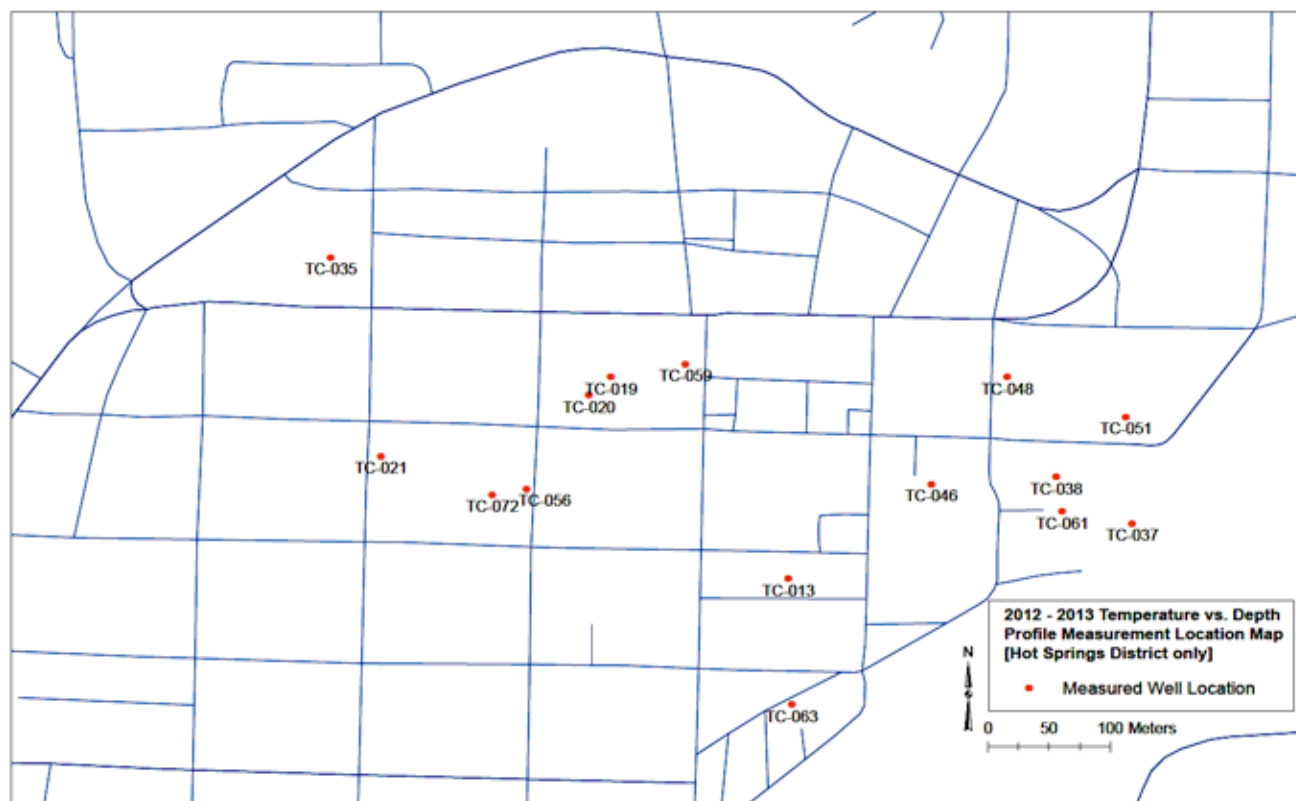 TC-035
TC-059
TC-019
TC-048
TC-020
TC-051
TC-021
TC-038
TC-072
TC-056
TC-046
TC-061
TC-037
TC-013
TC-063
2012 - 2013 Temperature vs. Depth
Profile Measurement Location Map
[Hot Springs District only]
N
Measured Well Location
0 50 100 Meters